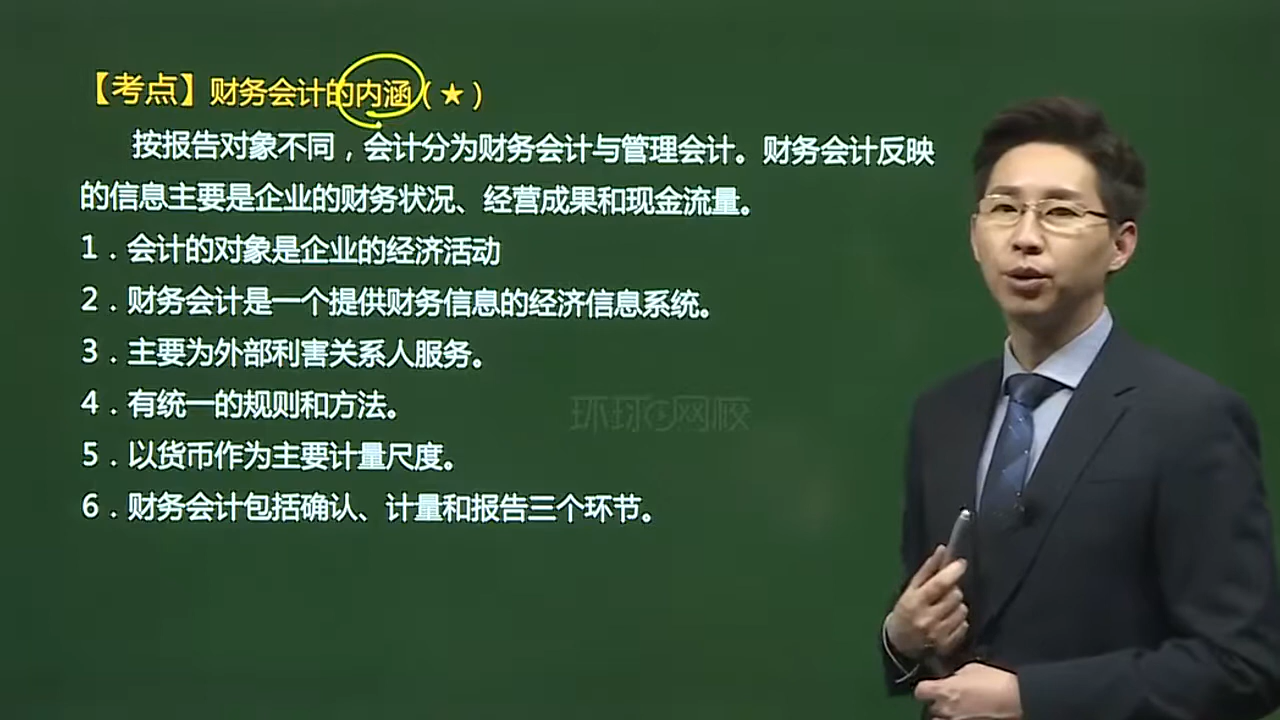 【考点】财务会计的内涵（★）
按报告对象不同，会计分为财务会计与管理会计。财务会计反映
的信息主要是企业的财务状况、经营成果和现金流量。
1．会计的对象是企业的经济活动
2．财务会计是一个提供财务信息的经济信息系统。
3．主要为外部利害关系人服务。
4．有统一的规则和方法。
环球网校
5．以货币作为主要计量尺度。
6．财务会计包括确认、计量和报告三个环节。